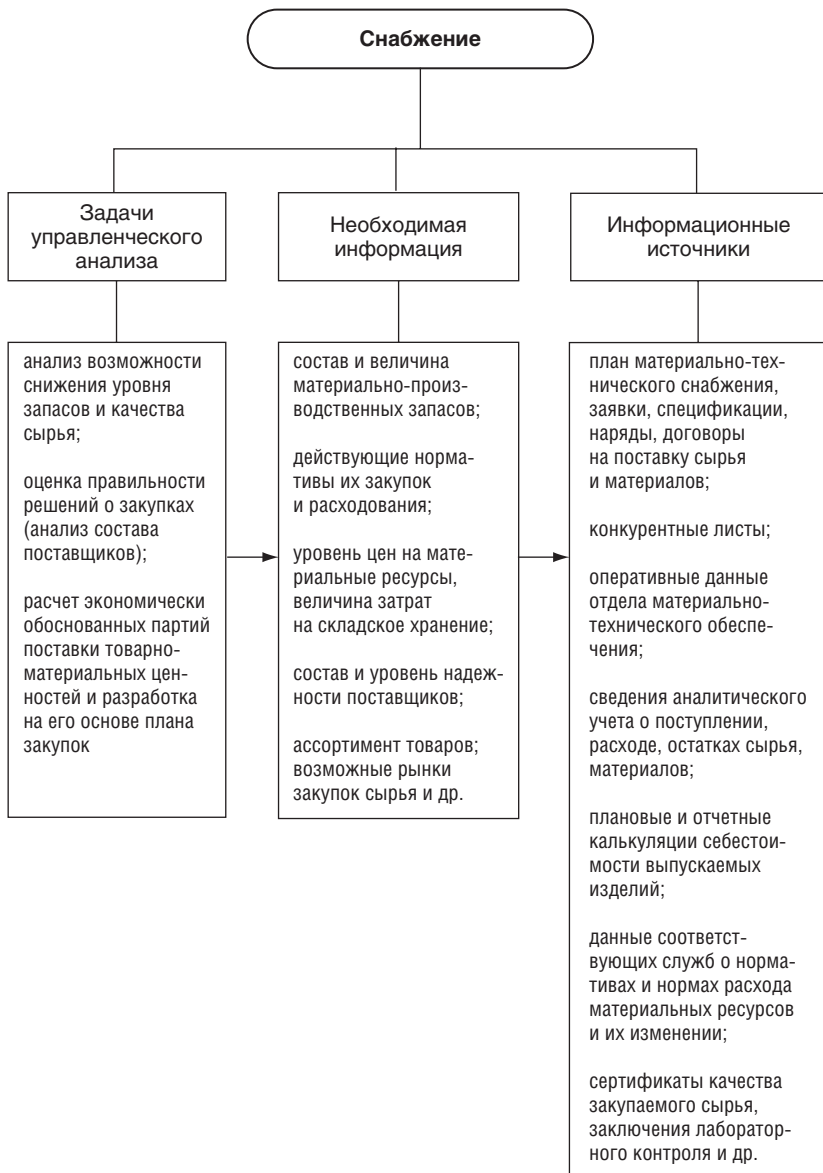 Снабжение
Задачи
управленческого
анализа
Необходимая
информация
Информационные
источники
анализ возможности
снижения уровня
запасов и качества
сырья;
оценка правильности
решений о закупках
(анализ состава
поставщиков);
расчет экономически
обоснованных партий
поставки товарно-
материальных цен-
ностей и разработка
на его основе плана
закупок
состав и величина
материально-произ-
водственных запасов;
действующие норма-
тивы их закупок
и расходования;
уровень цен на мате-
риальные ресурсы,
величина затрат
на складское хранение;
состав и уровень надеж-
ности поставщиков;
ассортимент товаров;
возможные рынки
закупок сырья и др.
план материально-тех-
нического снабжения,
заявки, спецификации,
наряды, договоры
на поставку сырья
и материалов;
конкурентные листы;
оперативные данные
отдела материально-
технического обеспе-
чения;
сведения аналитического
учета о поступлении,
расходе, остатках сырья,
материалов;
плановые и отчетные
калькуляции себестои-
мости выпускаемых
изделий;
данные соответст-
вующих служб о норма-
тивах и нормах расхода
материальных ресурсов
и их изменении;
сертификаты качества
закупаемого сырья,
заключения лаборатор-
ного контроля и др.